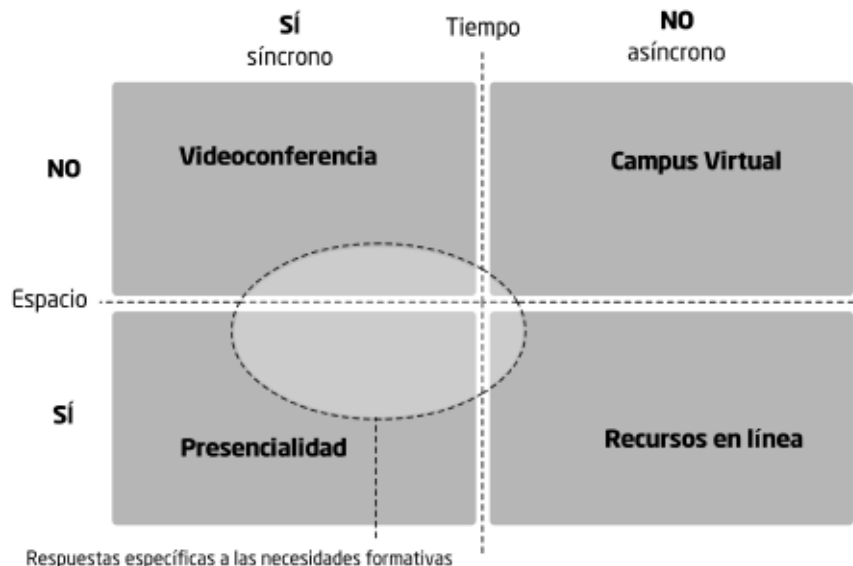 SÍ
síncrono
Tiempo
NO
asíncrono
NO
Videoconferencia
Campus Virtual
Espacio
SÍ
Presencialidad
Recursos en línea
Respuestas específicas a las necesidades formativas